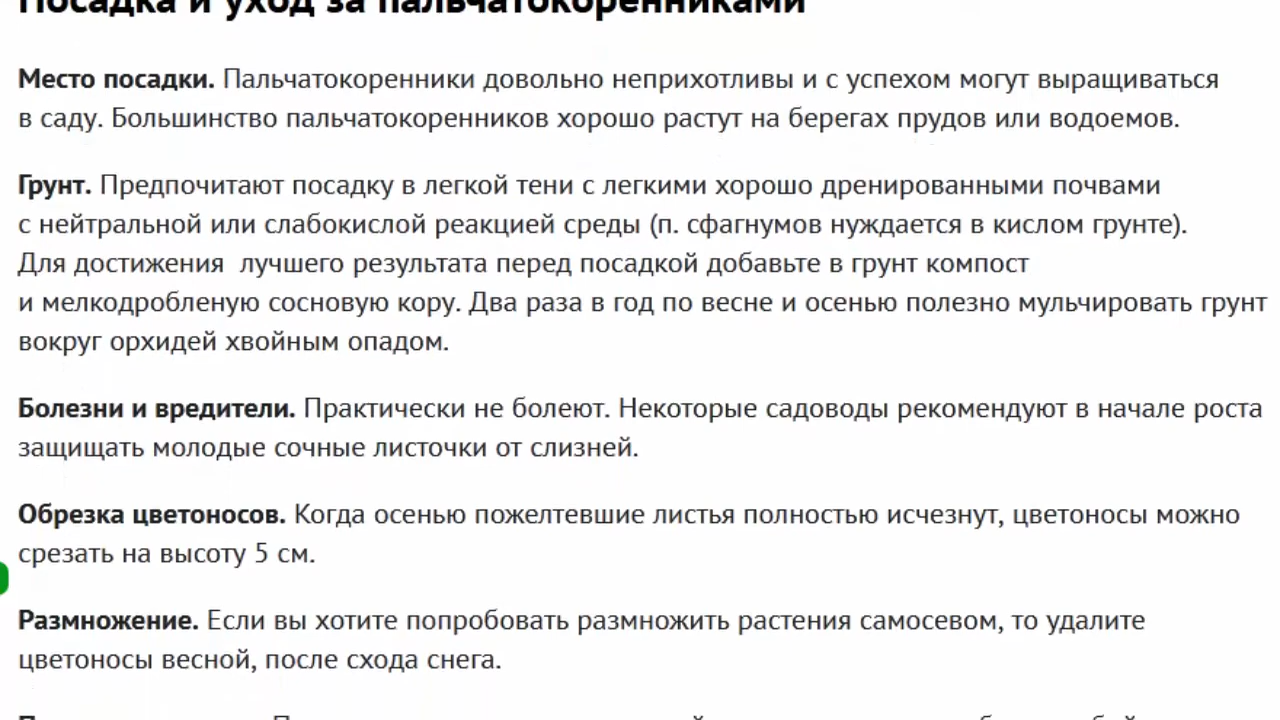 Посадка и уход за пальчатокоренниками
Место посадки. Пальчатокоренники довольно неприхотливы и с успехом могут выращиваться
в саду. Большинство пальчатокоренников хорошо растут на берегах прудов или водоемов.
Грунт. Предпочитают посадку в легкой тени с легкими хорошо дренированными почвами
с нейтральной или слабокислой реакцией среды (п. сфагнумов нуждается в кислом грунте).
Для достижения  лучшего результата перед посадкой добавьте в грунт компост
и мелкодробленую сосновую кору. Два раза в год по весне и осенью полезно мульчировать грунт
вокруг орхидей хвойным опадом.
Болезни и вредители. Практически не болеют. Некоторые садоводы рекомендуют в начале роста
защищать молодые сочные листочки от слизней.
Обрезка цветоносов. Когда осенью пожелтевшие листья полностью исчезнут, цветоносы можно
срезать на высоту 5 см.
Размножение. Если вы хотите попробовать размножить растения самосевом, то удалите
цветоносы весной, после схода снега.